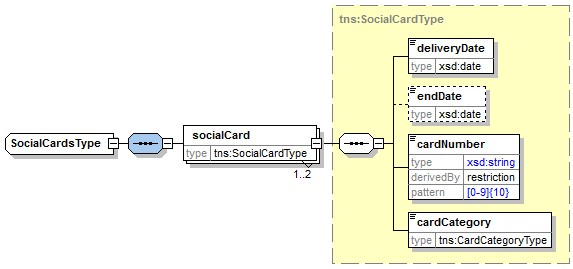 tns:SocialCardType
deliveryDate
type xsd:date
endDate
type xsd:date
SocialCardsType
socialCard
type tns:SocialCardType
1..2
cardNumber
type xsd:string
derivedBy restriction
pattern [0-9]{10}
cardCategory
type tns:CardCategoryType